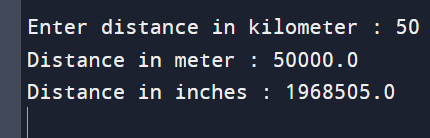 Enter distance in kilometer : 50
Distance in meter : 50000.0
Distance in inches : 1968505.0